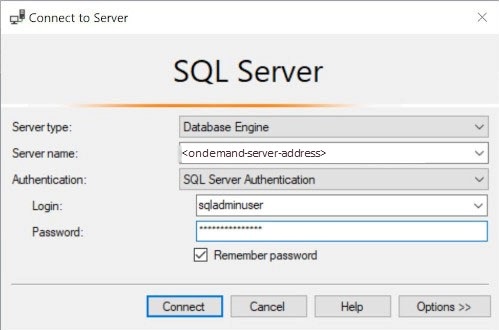 Connect to Server
SQL Server
Server type: Database Engine
Server name: <ondemand-server-address>
Authentication: SQL Server Authentication
Login: sqladminuser
Password: ***************
Remember password
Connect Cancel Help Options >>